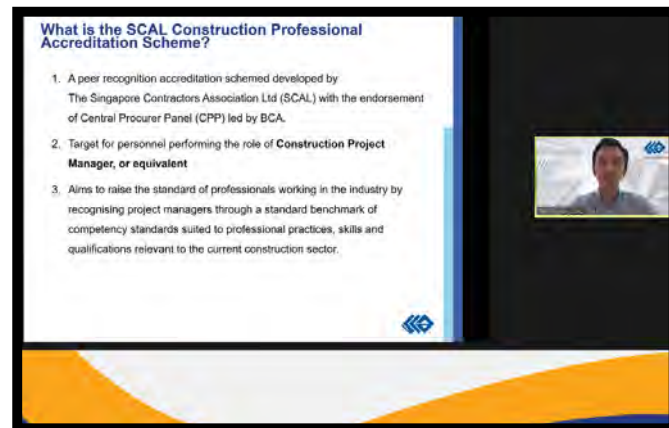 What is the SCAL Construction Professional
Accreditation Scheme?
1. A peer recognition accreditation schemed developed by
The Singapore Contractors Association Ltd (SCAL) with the endorsement
of Central Procurer Panel (CPP) led by BCA.
2. Target for personnel performing the role of Construction Project
Manager, or equivalent
3. Aims to raise the standard of professionals working in the industry by
recognising project managers through a standard benchmark of
competency standards suited to professional practices, skills and
qualifications relevant to the current construction sector.